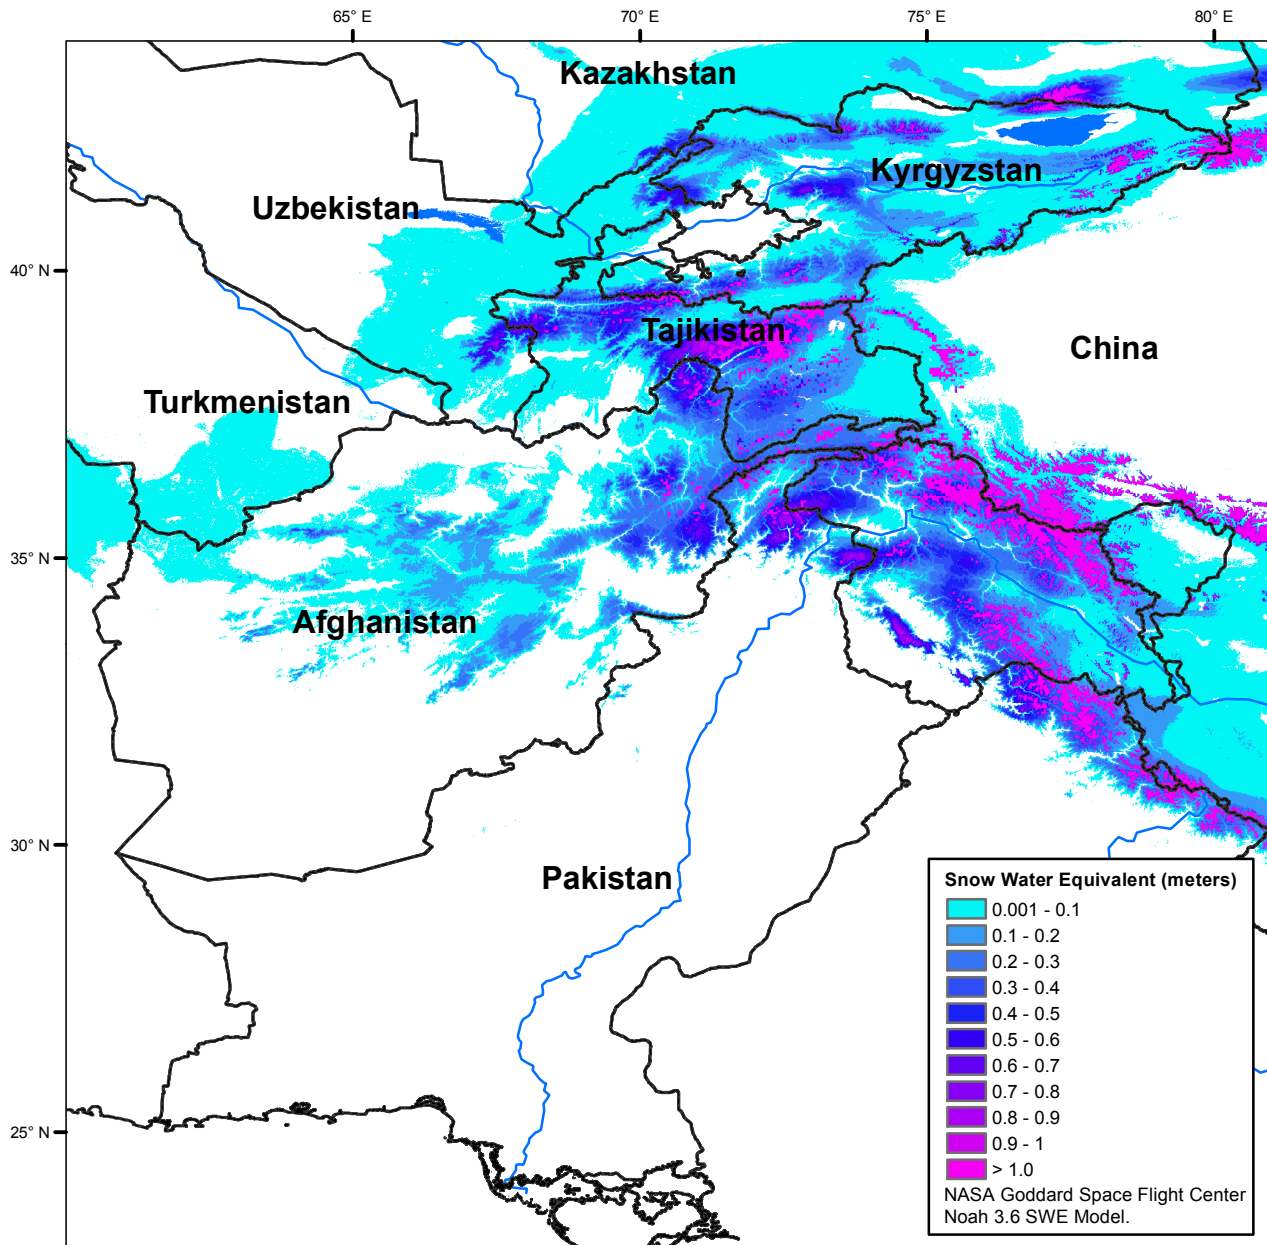 65° E
70° E
75° E
80° E
Kazakhstan
Kyrgyzstan
Uzbekistan
40° N
Tajikistan
China
Turkmenistan
35° N
Afghanistan
30° N
Pakistan
25° N
Snow Water Equivalent (meters)
0.001 - 0.1
0.1 - 0.2
0.2 - 0.3
0.3 - 0.4
0.4 - 0.5
0.5 - 0.6
0.6 - 0.7
0.7 - 0.8
0.8 - 0.9
0.9 - 1
> 1.0
NASA Goddard Space Flight Center
Noah 3.6 SWE Model.